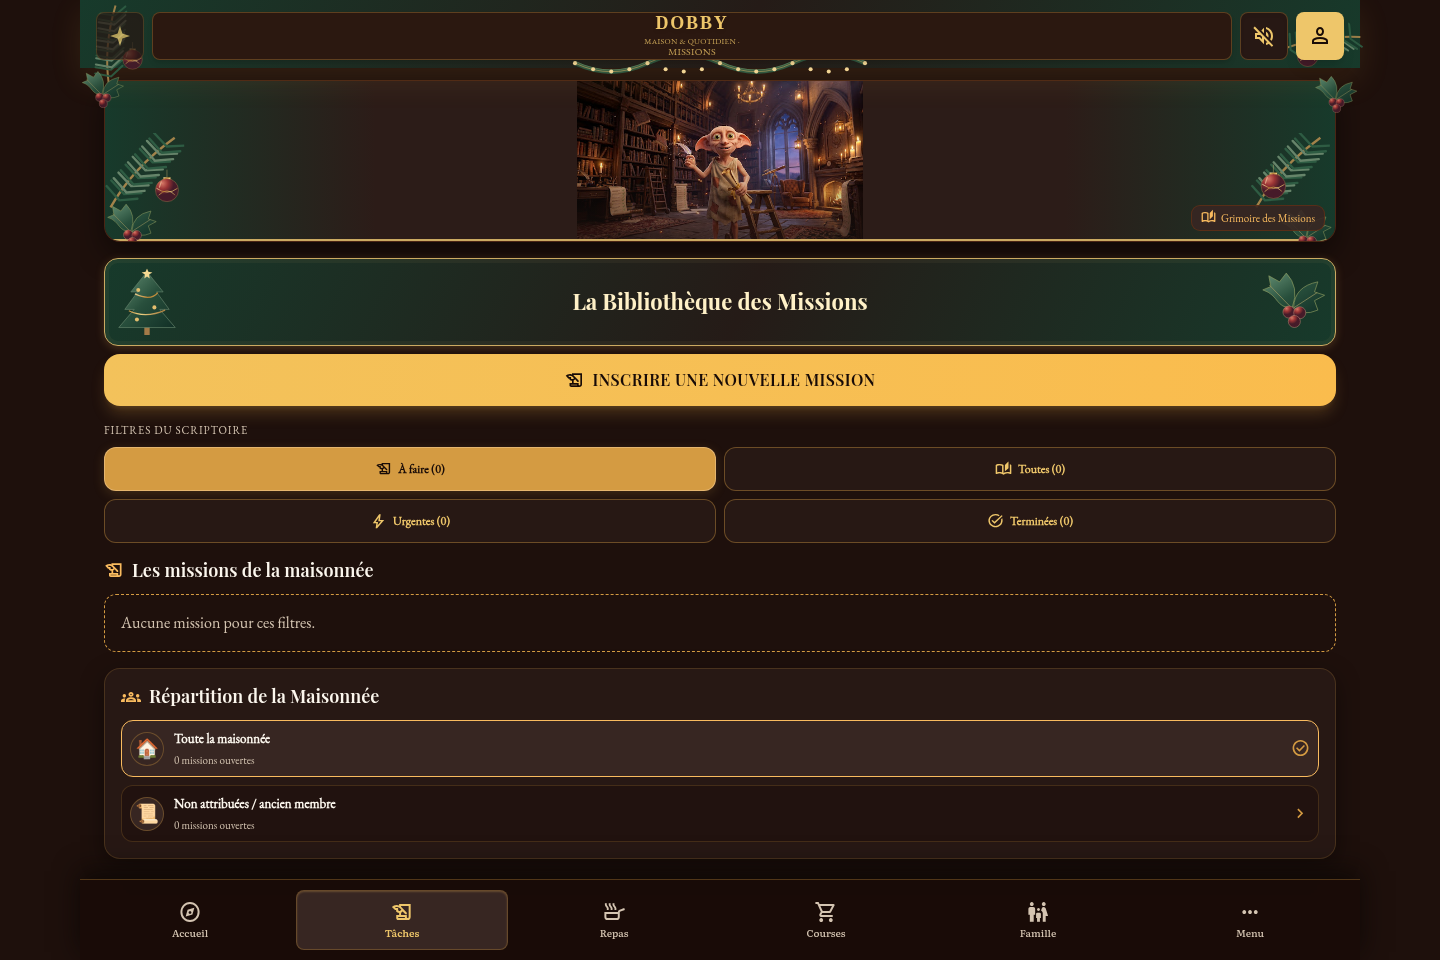 DOBBY
MAISON & QUOTIDIEN ·
MISSIONS
Grimoire des Missions
La Bibliothèque des Missions
INSCRIRE UNE NOUVELLE MISSION
FILTRES DU SCRIPTOIRE
À faire (0)
Toutes (0)
Urgentes (0)
Terminées (0)
Les missions de la maisonnée
Aucune mission pour ces filtres.
Répartition de la Maisonnée
Toute la maisonnée
0 missions ouvertes
Non attribuées / ancien membre
0 missions ouvertes
Accueil
Tâches
Repas
Courses
Famille
Menu